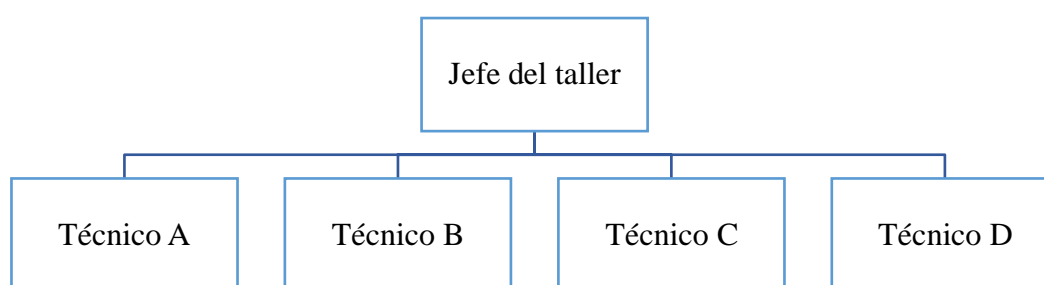 Jefe del taller
Técnico A
Técnico B
Técnico C
Técnico D